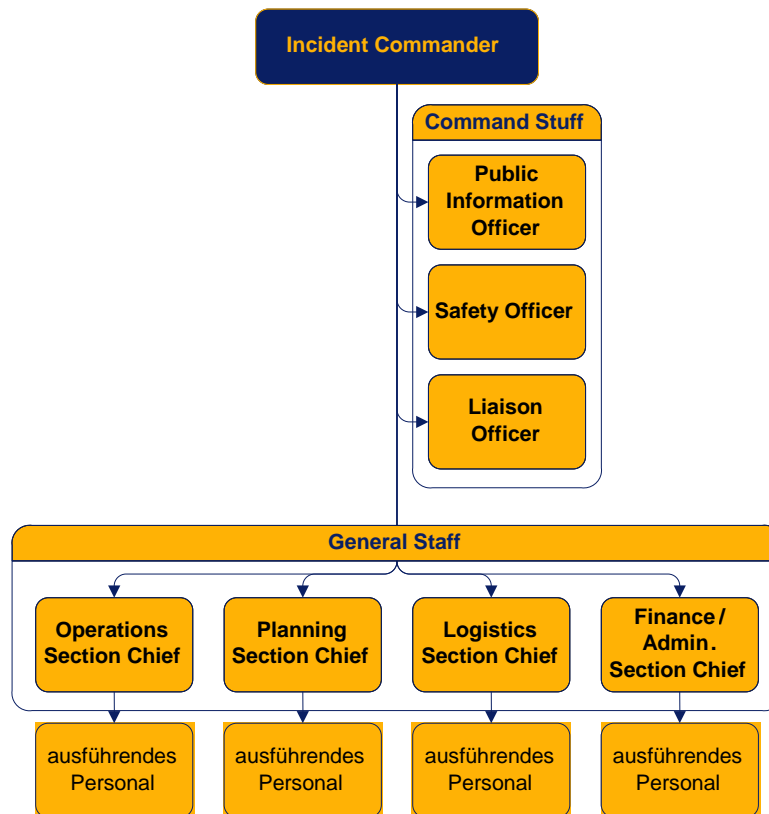 Incident Commander
Command Stuff
Public
Information
Officer
Safety Officer
Liaison
Officer
General Staff
Operations
Section Chief
Planning
Section Chief
Logistics
Section Chief
Finance/
Admin.
Section Chief
ausführendes
Personal
ausführendes
Personal
ausführendes
Personal
ausführendes
Personal